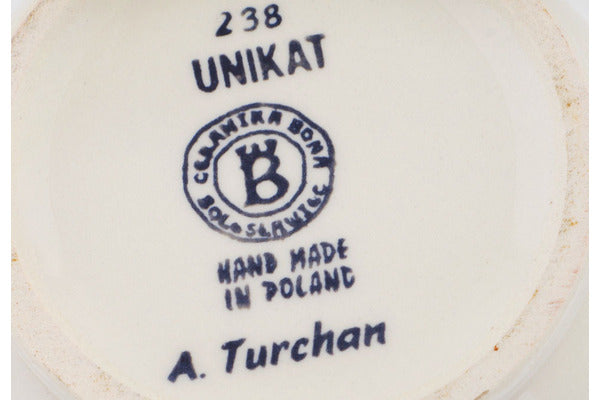 238
UNIKAT
CERAMIKA BONA
B
BOLESŁAWIEC
HAND MADE
IN POLAND
A. Turchan